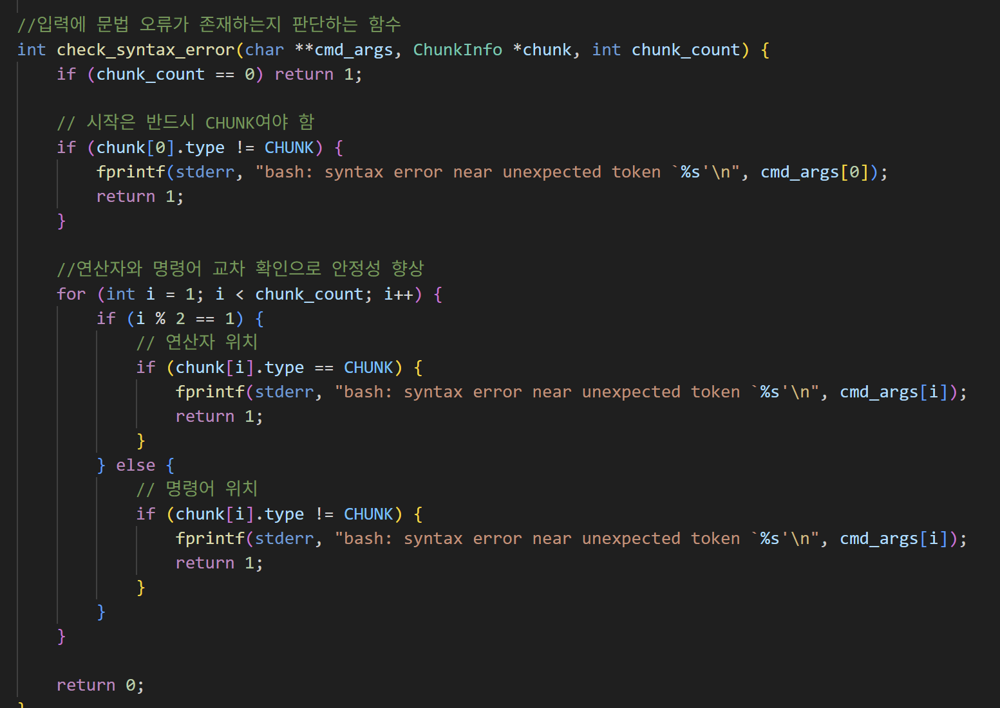 //입력에 문법 오류가 존재하는지 판단하는 함수
int check_syntax_error(char **cmd_args, ChunkInfo *chunk, int chunk_count) {
    if (chunk_count == 0) return 1;

    // 시작은 반드시 CHUNK여야 함
    if (chunk[0].type != CHUNK) {
        fprintf(stderr, "bash: syntax error near unexpected token `%s'\n", cmd_args[0]);
        return 1;
    }

    //연산자와 명령어 교차 확인으로 안정성 향상
    for (int i = 1; i < chunk_count; i++) {
        if (i % 2 == 1) {
            // 연산자 위치
            if (chunk[i].type == CHUNK) {
                fprintf(stderr, "bash: syntax error near unexpected token `%s'\n", cmd_args[i]);
                return 1;
            }
        } else {
            // 명령어 위치
            if (chunk[i].type != CHUNK) {
                fprintf(stderr, "bash: syntax error near unexpected token `%s'\n", cmd_args[i]);
                return 1;
            }
        }
    }

    return 0;
}